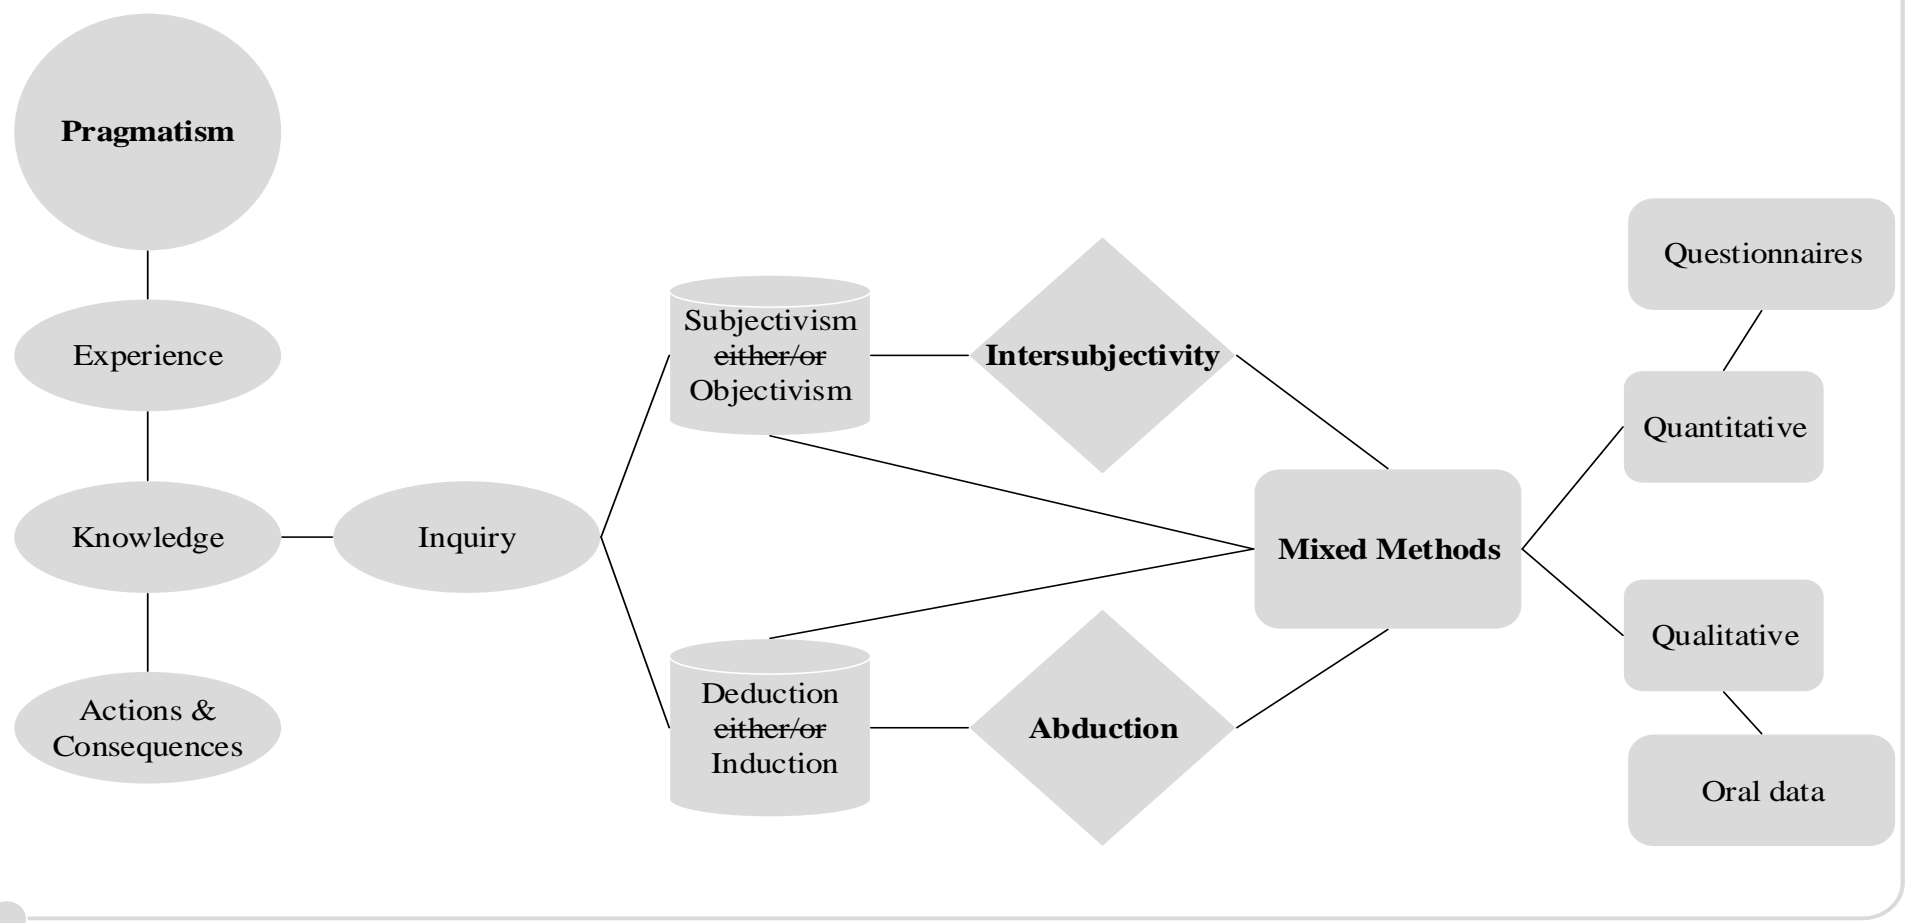 Pragmatism
Experience
Knowledge
Actions &
Consequences
Inquiry
Subjectivism
either/or
Objectivism
Deduction
either/or
Induction
Intersubjectivity
Abduction
Mixed Methods
Questionnaires
Quantitative
Qualitative
Oral data